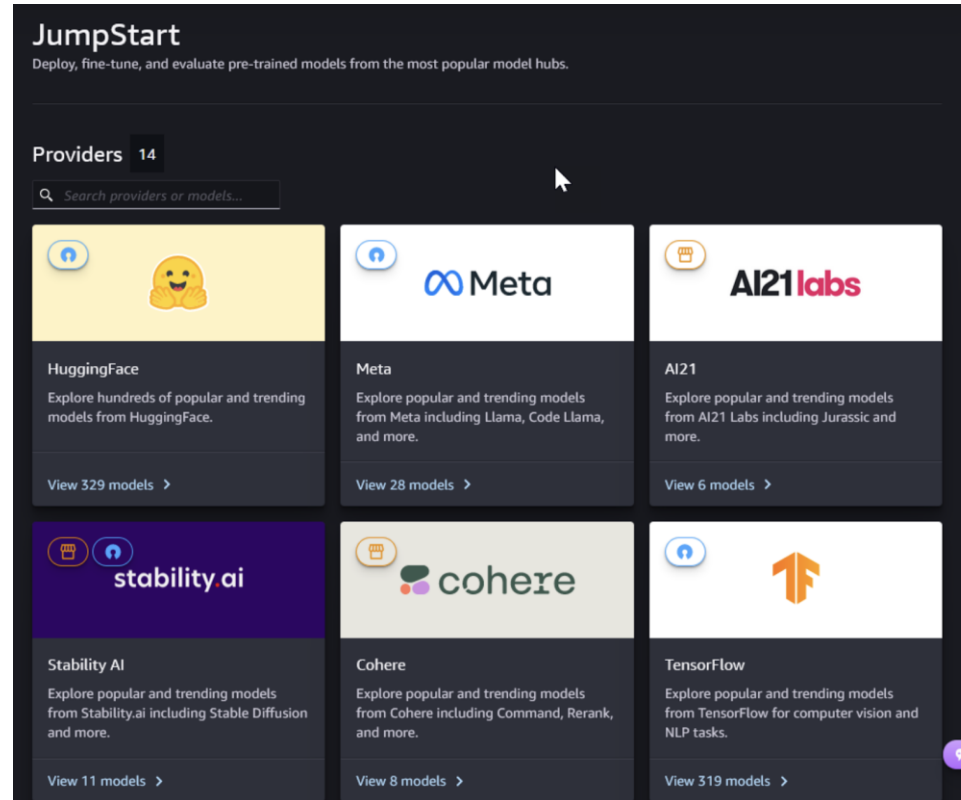 JumpStart
Deploy, fine-tune, and evaluate pre-trained models from the most popular model hubs.
Providers 14
Search providers or models...
Meta
AI21labs
HuggingFace
Explore hundreds of popular and trending
models from HuggingFace.
View 329 models
Meta
Explore popular and trending models
from Meta including Llama, Code Llama,
and more.
View 28 models
AI21
Explore popular and trending models
from AI21 Labs including Jurassic and
more.
View 6 models
stability.ai
cohere
Stability AI
Explore popular and trending models
from Stability.ai including Stable Diffusion
and more.
View 11 models
Cohere
Explore popular and trending models
from Cohere including Command, Rerank,
and more.
View 8 models
TensorFlow
Explore popular and trending models
from TensorFlow for computer vision and
NLP tasks.
View 319 models